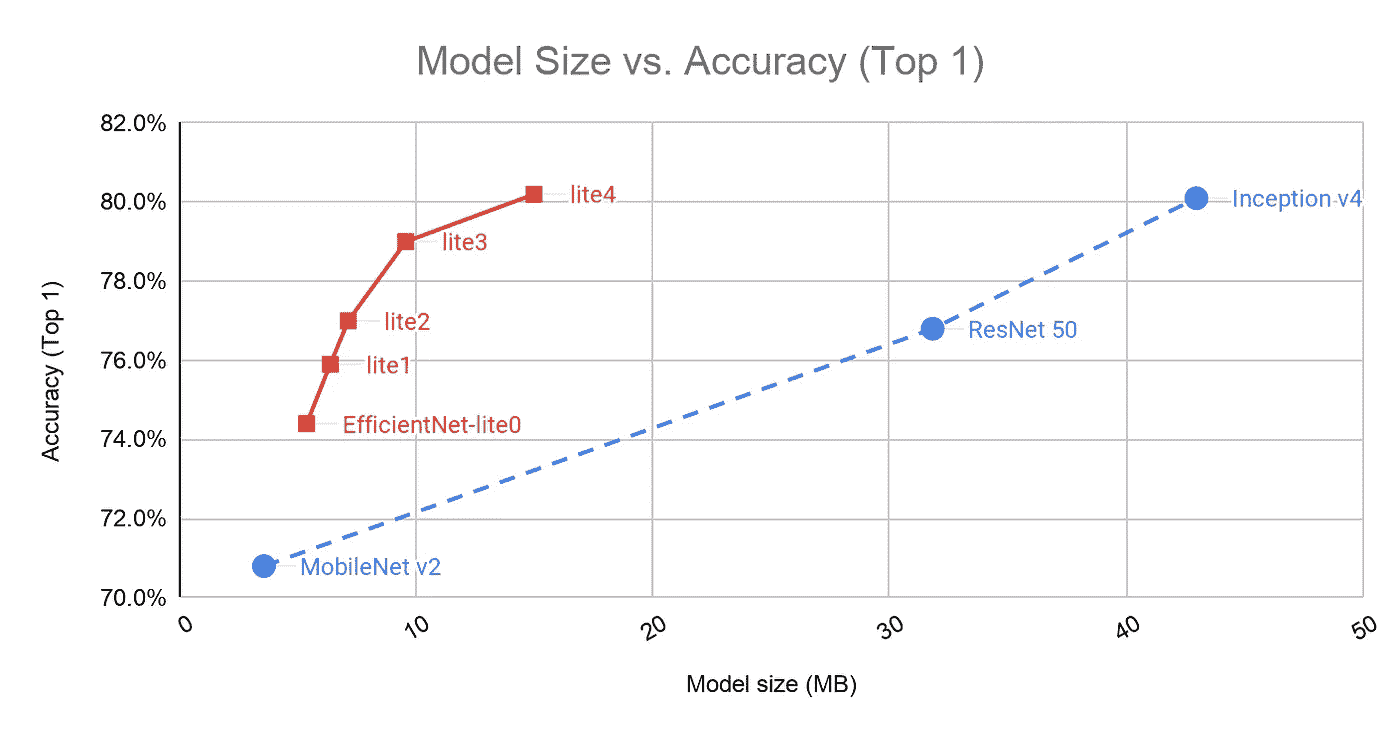 Model Size vs. Accuracy (Top 1)
82.0%
80.0%
78.0%
76.0%
74.0%
72.0%
70.0%
Accuracy (Top 1)
lite4
Inception v4
lite3
lite2
ResNet 50
lite1
EfficientNet-lite0
MobileNet v2
0
10
20
30
40
50
Model size (MB)